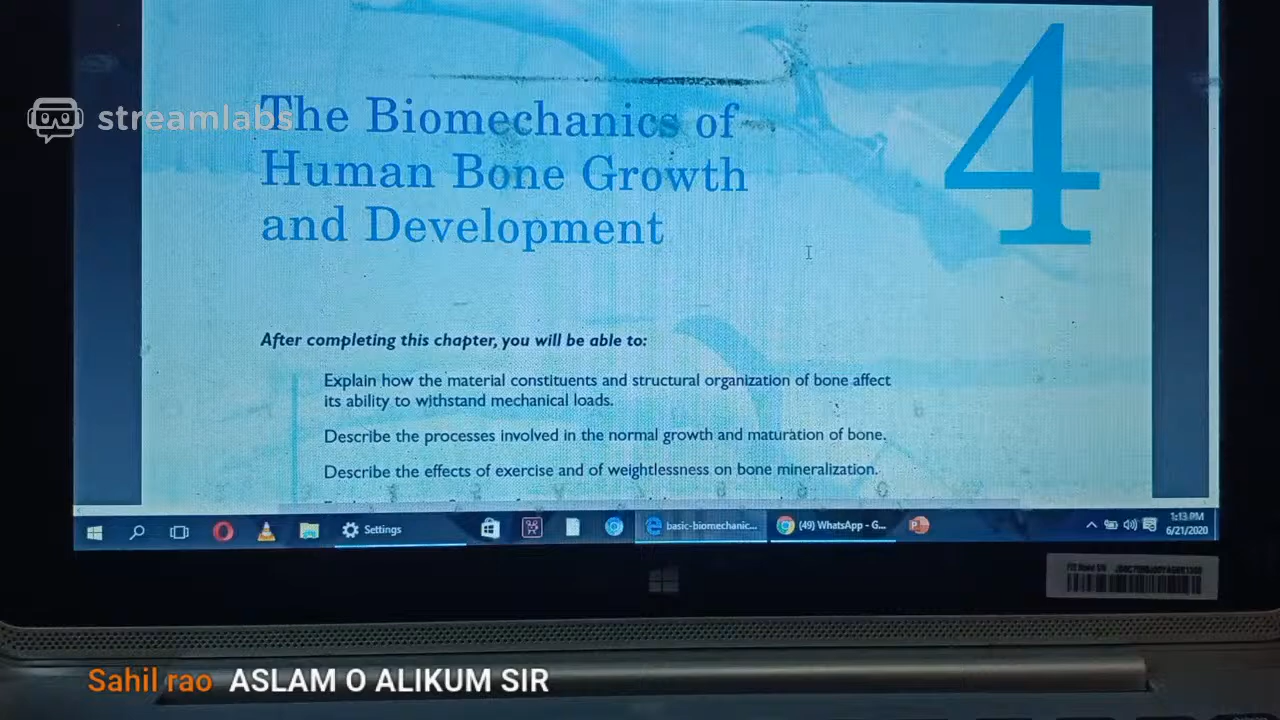 4
streamlabs
The Biomechanics of
Human Bone Growth
and Development
After completing this chapter, you will be able to:
Explain how the material constituents and structural organization of bone affect
its ability to withstand mechanical loads.
Describe the processes involved in the normal growth and maturation of bone.
Describe the effects of exercise and of weightlessness on bone mineralization.
Settings
basic-biomechanic...
(49) WhatsApp - G...
1:13 PM
6/21/2020
Sahil rao ASLAM O ALIKUM SIR